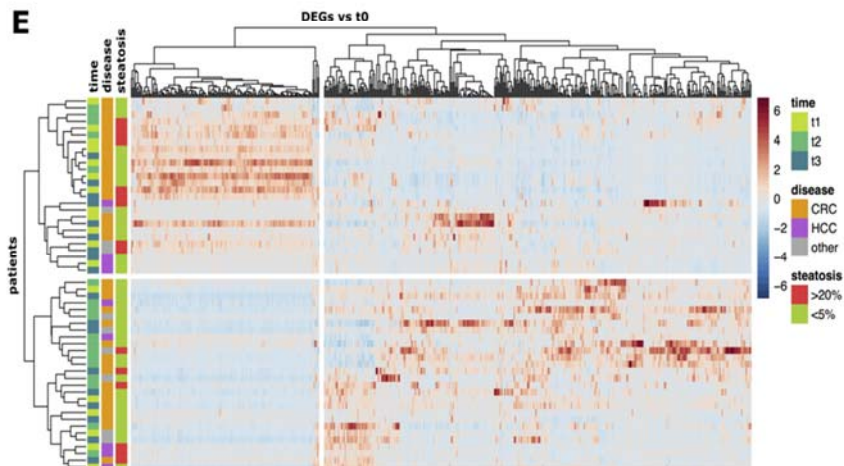 E
DEGs vs t0
time
disease
steatosis
patients
6
4
2
0
−2
−4
−6
time
t1
t2
t3
disease
CRC
HCC
other
steatosis
>20%
<5%